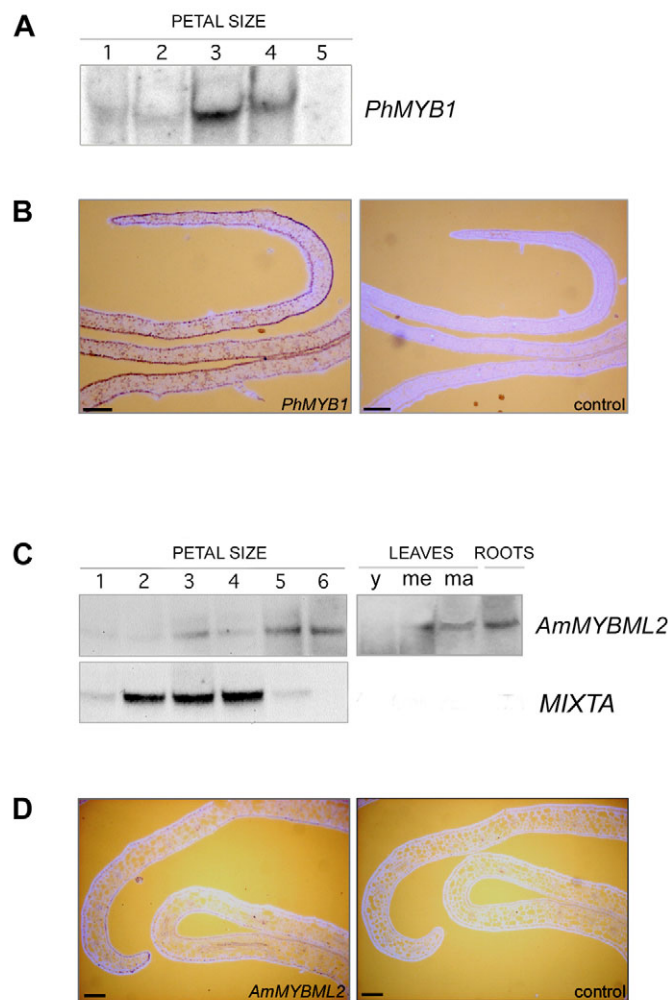 A
PETAL SIZE
1 2 3 4 5
PhMYB1
B
PhMYB1
control
C
PETAL SIZE LEAVES ROOTS
1 2 3 4 5 6 y me ma
AmMYBML2
MIXTA
D
AmMYBML2
control